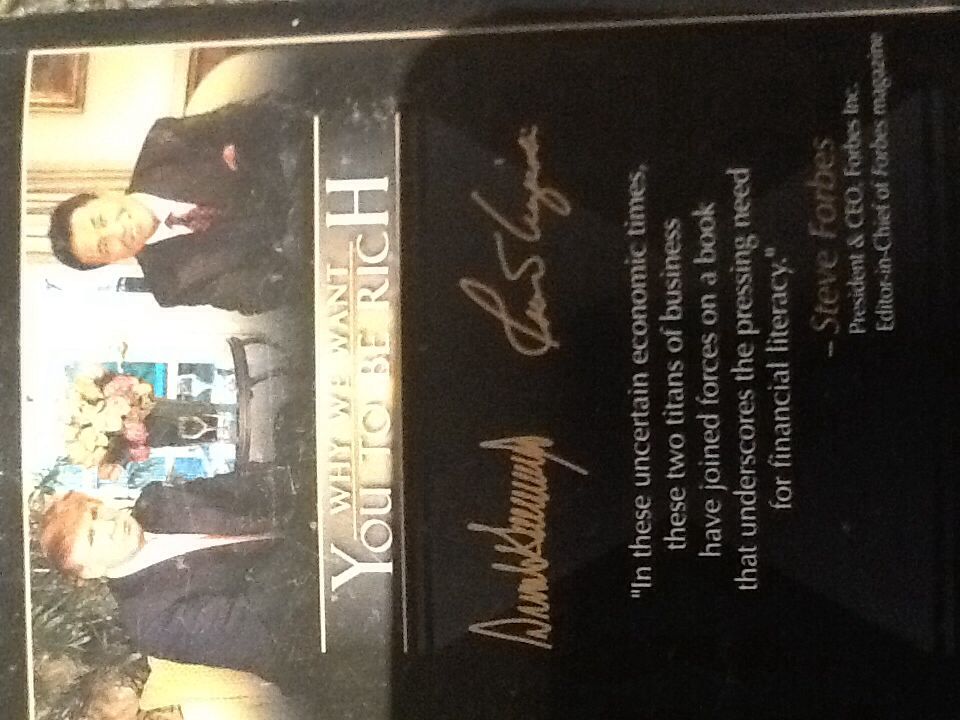 WHY WE WANT
YOU TO BE RICH
"In these uncertain economic times,
these two titans of business
have joined forces on a book
that underscores the pressing need
for financial literacy."
– Steve Forbes
President & CEO, Forbes Inc.
Editor-in-Chief of Forbes magazine